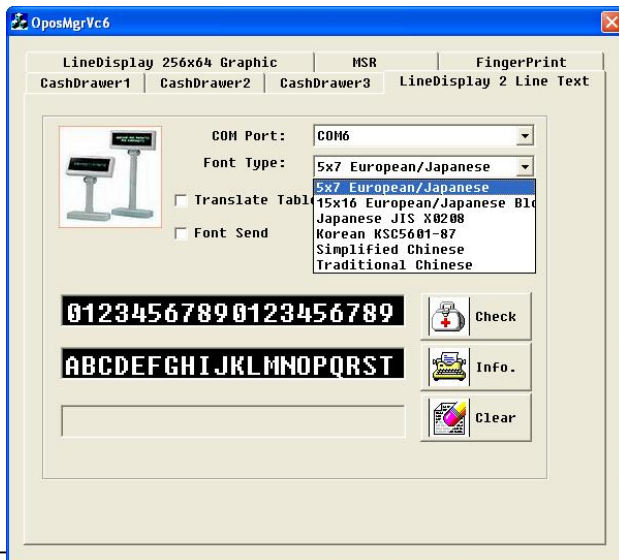 OposMgrVc6
LineDisplay 256x64 Graphic MSR FingerPrint
CashDrawer1 CashDrawer2 CashDrawer3 LineDisplay 2 Line Text
COM Port: COM6
Font Type: 5x7 European/Japanese
5x7 European/Japanese
Translate Tabl 15x16 European/Japanese Blo
Japanese JIS X0208
Font Send Korean KSC5601-87
Simplified Chinese
Traditional Chinese
01234567890123456789 Check
ABCDEFGHIJKLMNOPQRST Info.
Clear